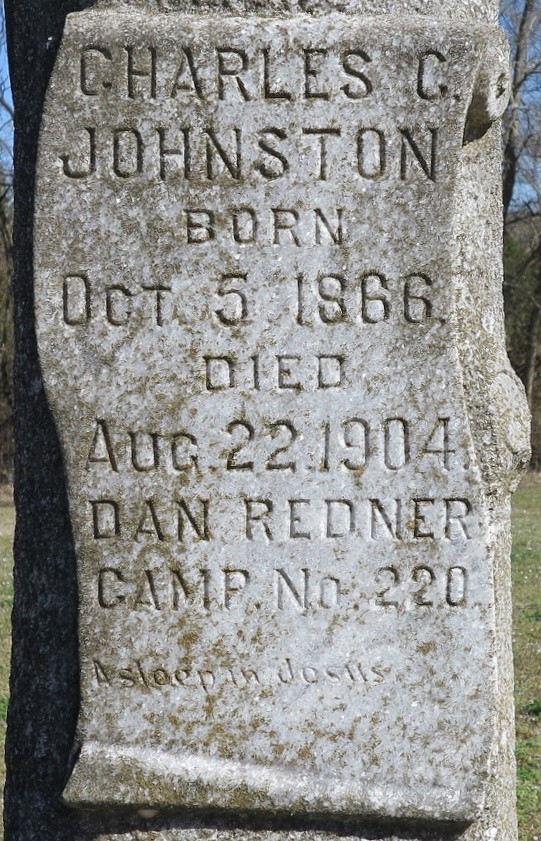 CHARLES C.
JOHNSTON
BORN
OCT. 5 1866.
DIED
AUG. 22. 1904.
DAN REDNER
CAMP. No. 220.
Asleep in Jesus